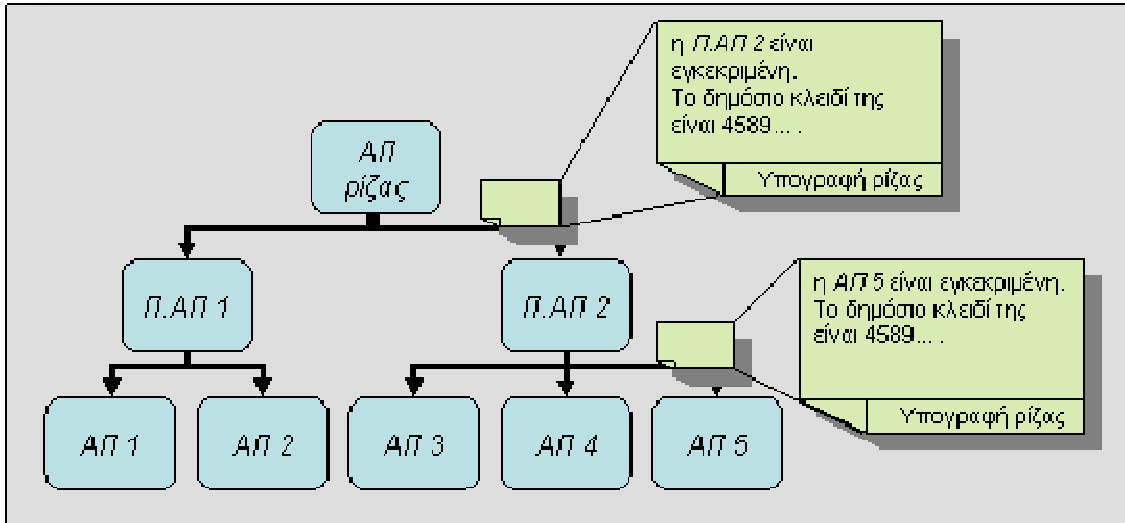 η Π.ΑΠ 2 είναι
εγκεκριμένη.
Το δημόσιο κλειδί της
είναι 4589... .
Υπογραφή ρίζας
ΑΠ
ρίζας
Π.ΑΠ 1
Π.ΑΠ 2
η ΑΠ 5 είναι εγκεκριμένη.
Το δημόσιο κλειδί της
είναι 4589... .
Υπογραφή ρίζας
ΑΠ 1
ΑΠ 2
ΑΠ 3
ΑΠ 4
ΑΠ 5